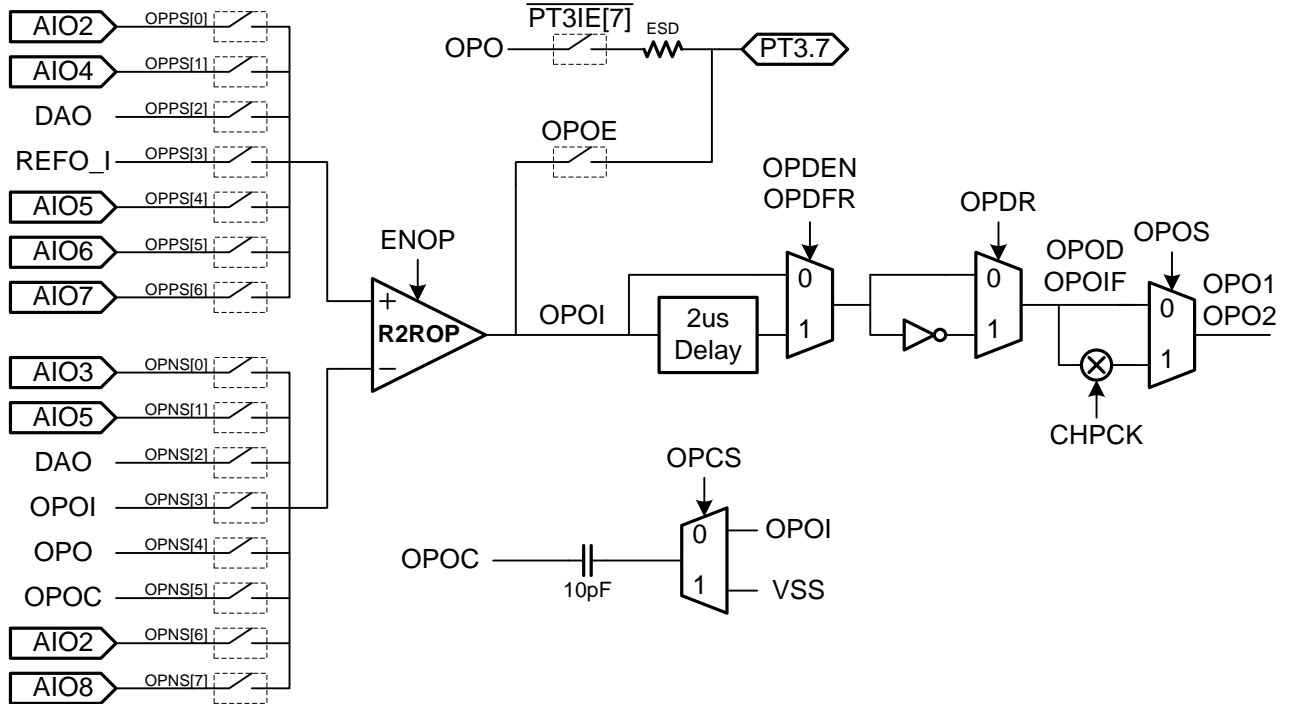 AIO2 OPPS[0]
AIO4 OPPS[1]
DAO OPPS[2]
REFO_I OPPS[3]
AIO5 OPPS[4]
AIO6 OPPS[5]
AIO7 OPPS[6]
AIO3 OPNS[0]
AIO5 OPNS[1]
DAO OPNS[2]
OPOI OPNS[3]
OPO OPNS[4]
OPOC OPNS[5]
AIO2 OPNS[6]
AIO8 OPNS[7]
PT3IE[7]
OPO ESD PT3.7
OPOE
ENOP
+
R2ROP
−
OPOI
2us
Delay
OPDEN
OPDFR
0
1
OPDR
0
1
OPOD
OPOIF
OPOS
0
1
OPO1
OPO2
CHPCK
OPCS
OPOC 10pF
0 OPOI
1 VSS